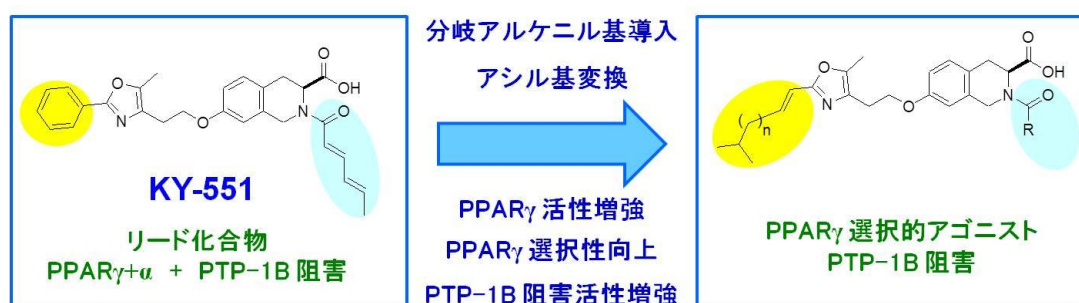 O
N
O
O
OH
N
O
KY-551
リード化合物
PPARγ+α + PTP-1B 阻害
分岐アルケニル基導入
アシル基変換
PPARγ 活性増強
PPARγ 選択性向上
PTP-1B 阻害活性増強
O
N
n
O
O
OH
N
O
R
PPARγ 選択的アゴニスト
PTP-1B 阻害